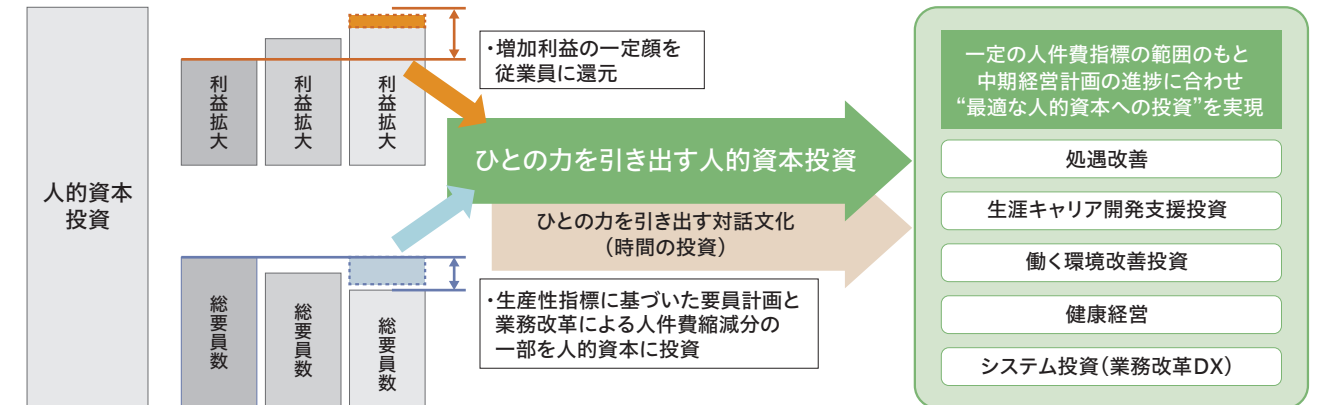 人的資本
投資
利益拡大
利益拡大
利益拡大
・増加利益の一定顔を
従業員に還元
ひとの力を引き出す人的資本投資
ひとの力を引き出す対話文化
（時間の投資）
総要員数
総要員数
総要員数
・生産性指標に基づいた要員計画と
業務改革による人件費縮減分の
一部を人的資本に投資
一定の人件費指標の範囲のもと
中期経営計画の進捗に合わせ
“最適な人的資本への投資”を実現
処遇改善
生涯キャリア開発支援投資
働く環境改善投資
健康経営
システム投資（業務改革DX）